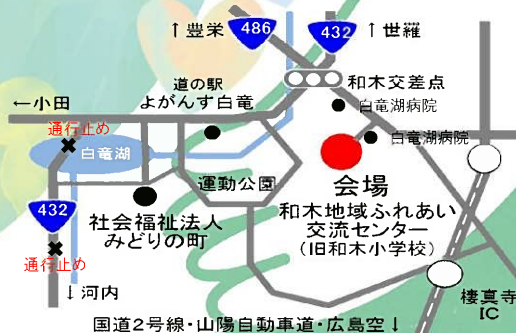 ↑豊栄
486
432
↑世羅
道の駅
よがんす白竜
和木交差点
←小田
白竜湖病院
通行止め
白竜湖病院
白竜湖
運動公園
会場
432
社会福祉法人
みどりの町
和木地域ふれあい
交流センター
(旧和木小学校)
通行止め
↓河内
棲真寺
IC
国道2号線・山陽自動車道・広島空↓